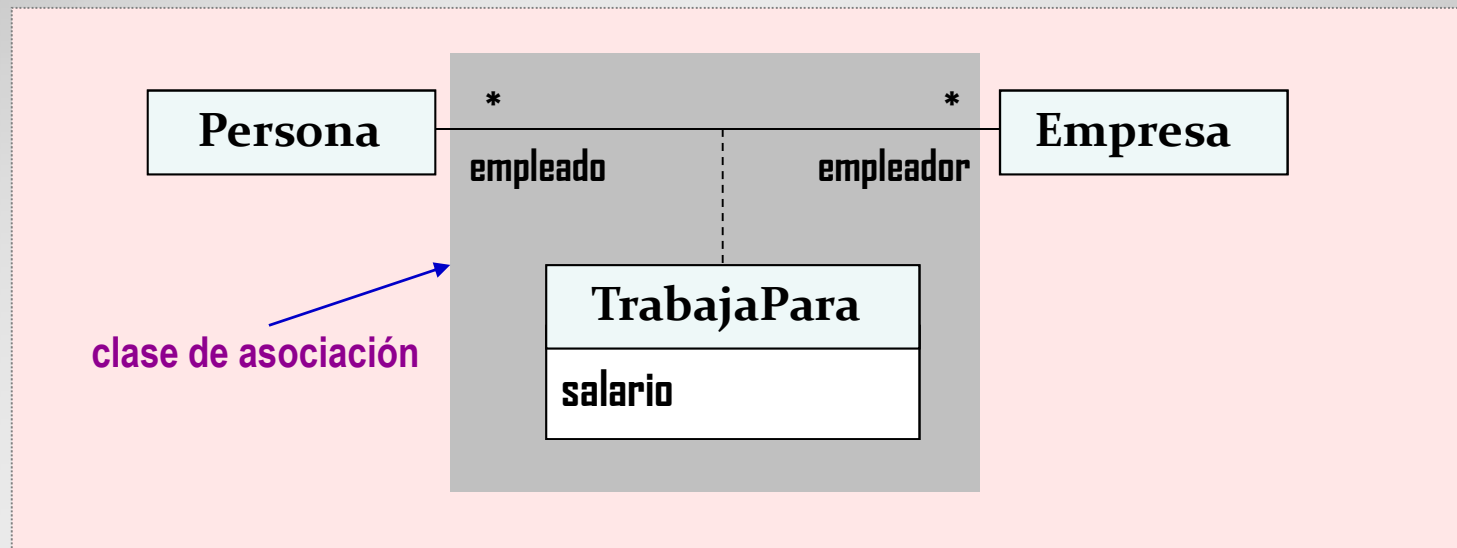 *
*
Persona
Empresa
empleado
empleador
TrabajaPara
clase de asociación
salario